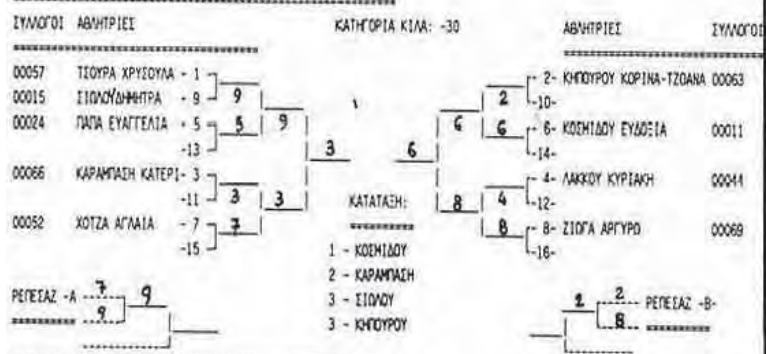 ΣΥΛΛΟΓΟΙ ΑΘΛΗΤΡΙΕΣ ΚΑΤΗΓΟΡΙΑ ΚΙΛΑ: -30 ΑΘΛΗΤΡΙΕΣ ΣΥΛΛΟΓΟΙ
00057 ΤΣΟΥΡΑ ΧΡΥΣΟΥΛΑ - 1 2- ΚΗΠΟΥΡΟΥ ΚΟΡΙΝΑ-ΤΖΟΑΝΑ 00063
00015 ΣΙΩΛΟΥ ΔΗΜΗΤΡΑ - 9 9 2 -10-
00024 ΠΑΠΑ ΕΥΑΓΓΕΛΙΑ - 5 5 9 6 6 6- ΚΟΣΜΙΔΟΥ ΕΥΔΟΞΙΑ 00011
-13 3 6 -14-
00066 ΚΑΡΑΜΠΑΣΗ ΚΑΤΕΡΙ- 3 4- ΛΑΚΚΟΥ ΚΥΡΙΑΚΗ 00044
-11 3 3 ΚΑΤΑΤΑΞΗ: 8 4 -12-
00052 ΧΟΤΖΑ ΑΓΛΑΙΑ - 7 7 8 8- ΖΙΩΓΑ ΑΡΓΥΡΩ 00069
-15 -16-
1 - ΚΟΣΜΙΔΟΥ
2 - ΚΑΡΑΜΠΑΣΗ
3 - ΣΙΩΛΟΥ
3 - ΚΗΠΟΥΡΟΥ
ΡΕΠΕΣΑΖ -Α 7 9 9
2 2 8 ΡΕΠΕΣΑΖ -Β-